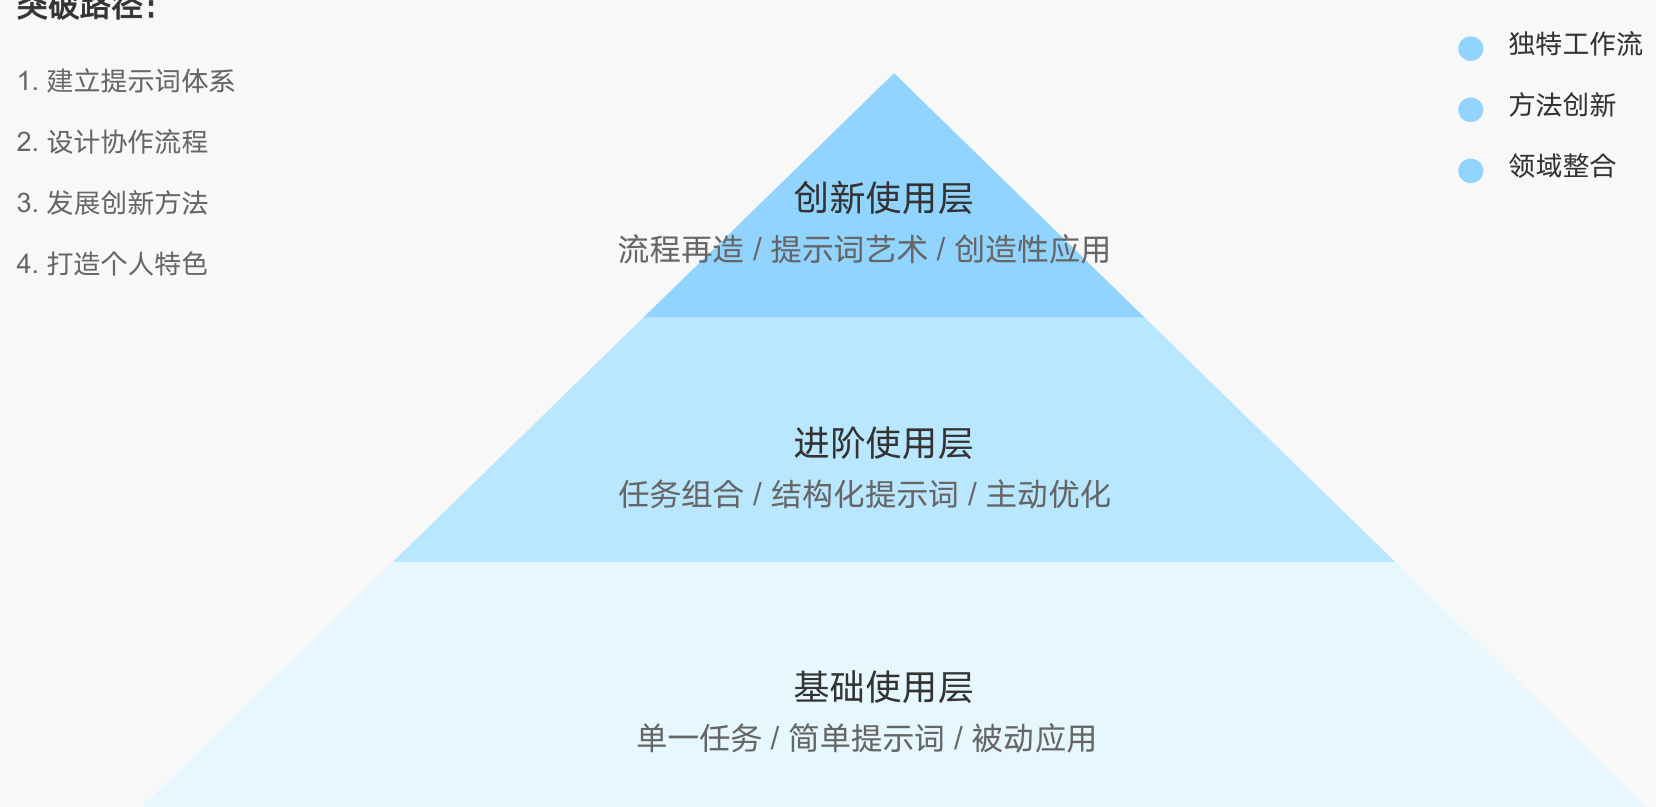 突破路径：
1. 建立提示词体系
2. 设计协作流程
3. 发展创新方法
4. 打造个人特色
独特工作流
方法创新
领域整合
创新使用层
流程再造 / 提示词艺术 / 创造性应用
进阶使用层
任务组合 / 结构化提示词 / 主动优化
基础使用层
单一任务 / 简单提示词 / 被动应用